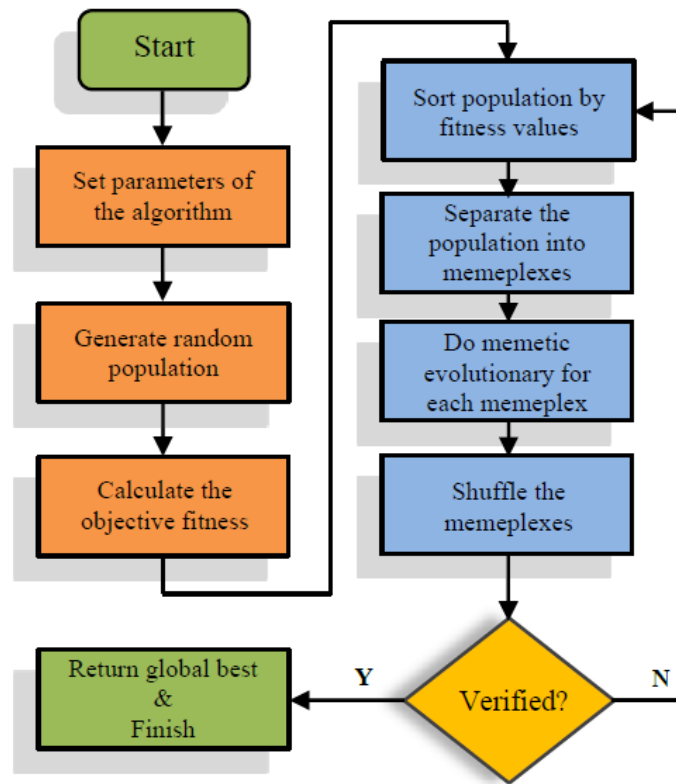 Start
Set parameters of
the algorithm
Generate random
population
Calculate the
objective fitness
Sort population by
fitness values
Separate the
population into
memeplexes
Do memetic
evolutionary for
each memeplex
Shuffle the
memeplexes
Verified?
Y
N
Return global best
&
Finish